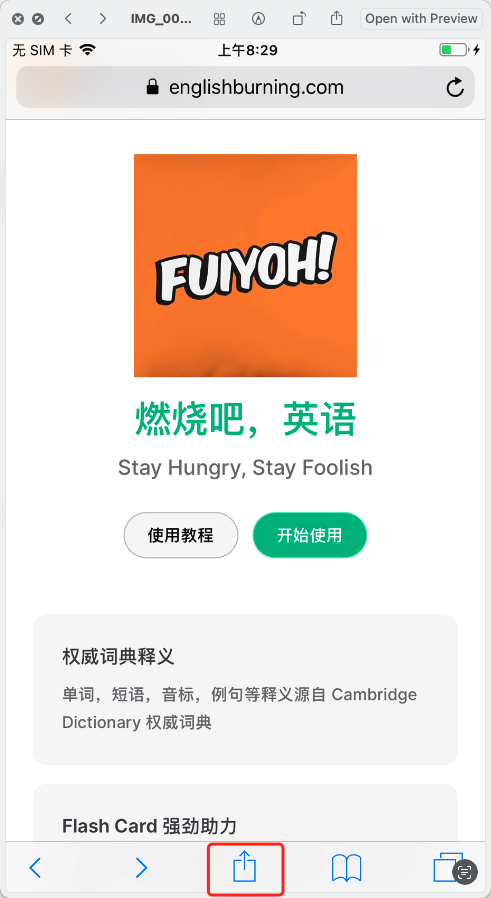 IMG_00...
Open with Preview
无 SIM 卡
上午8:29
englishburning.com
FUIYOH!
燃烧吧，英语
Stay Hungry, Stay Foolish
使用教程
开始使用
权威词典释义
单词，短语，音标，例句等释义源自 Cambridge
Dictionary 权威词典
Flash Card 强劲助力